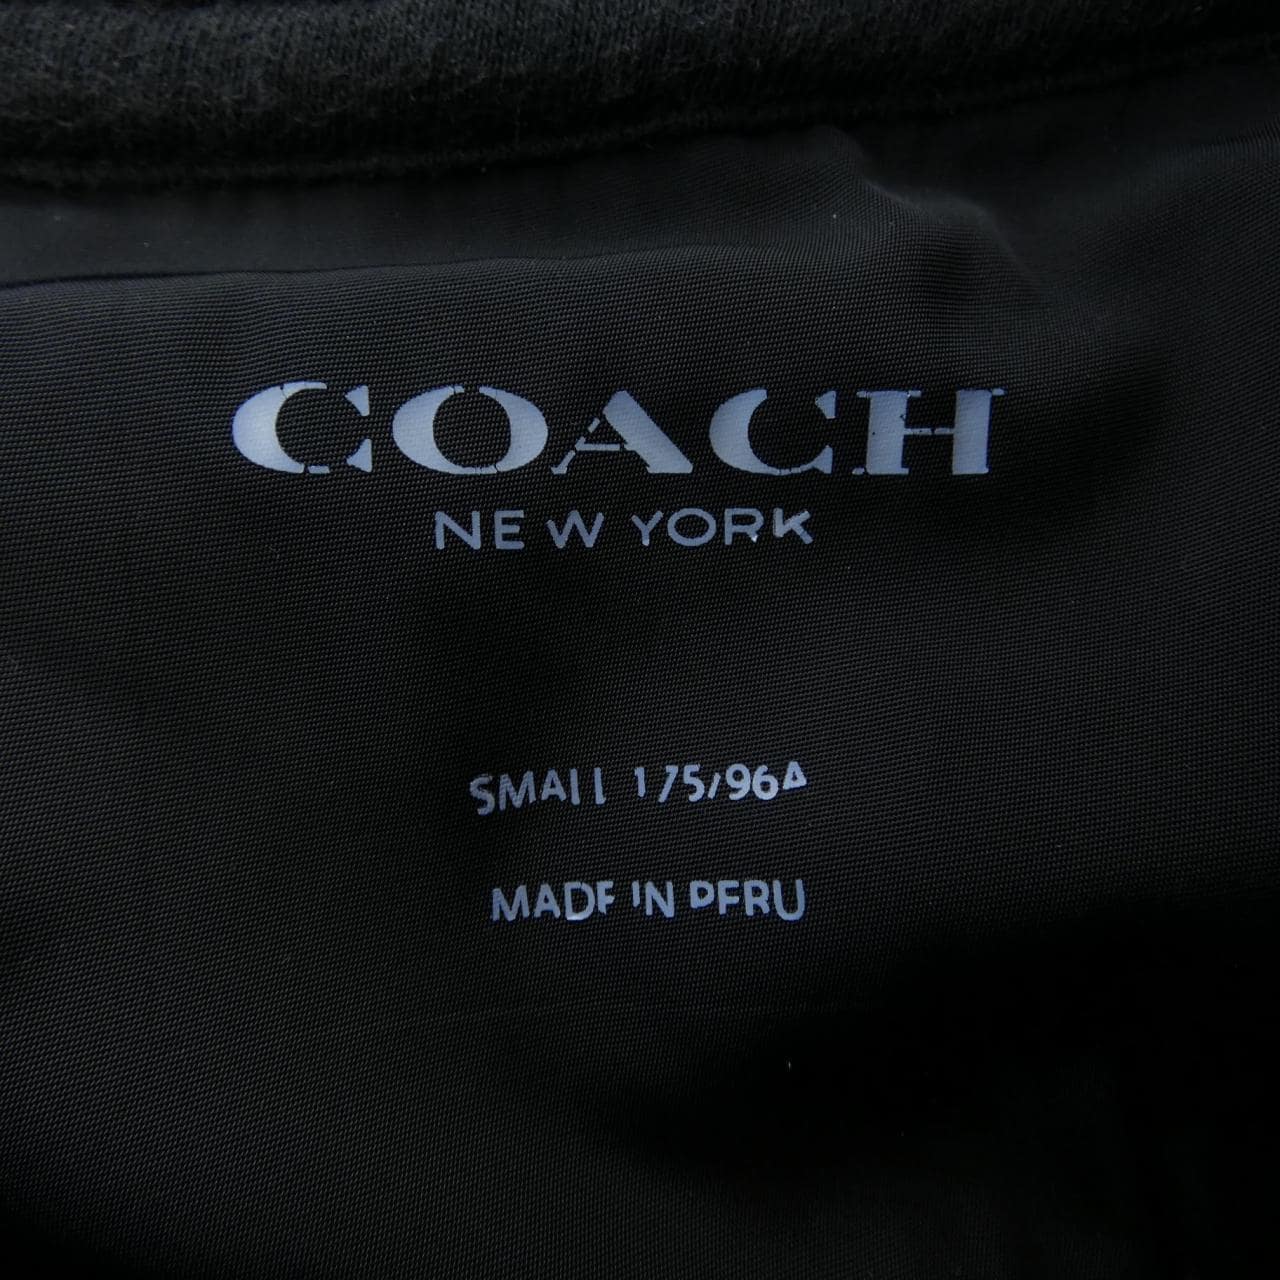 COACH
NEW YORK
SMALL 175/96A
MADE IN PERU